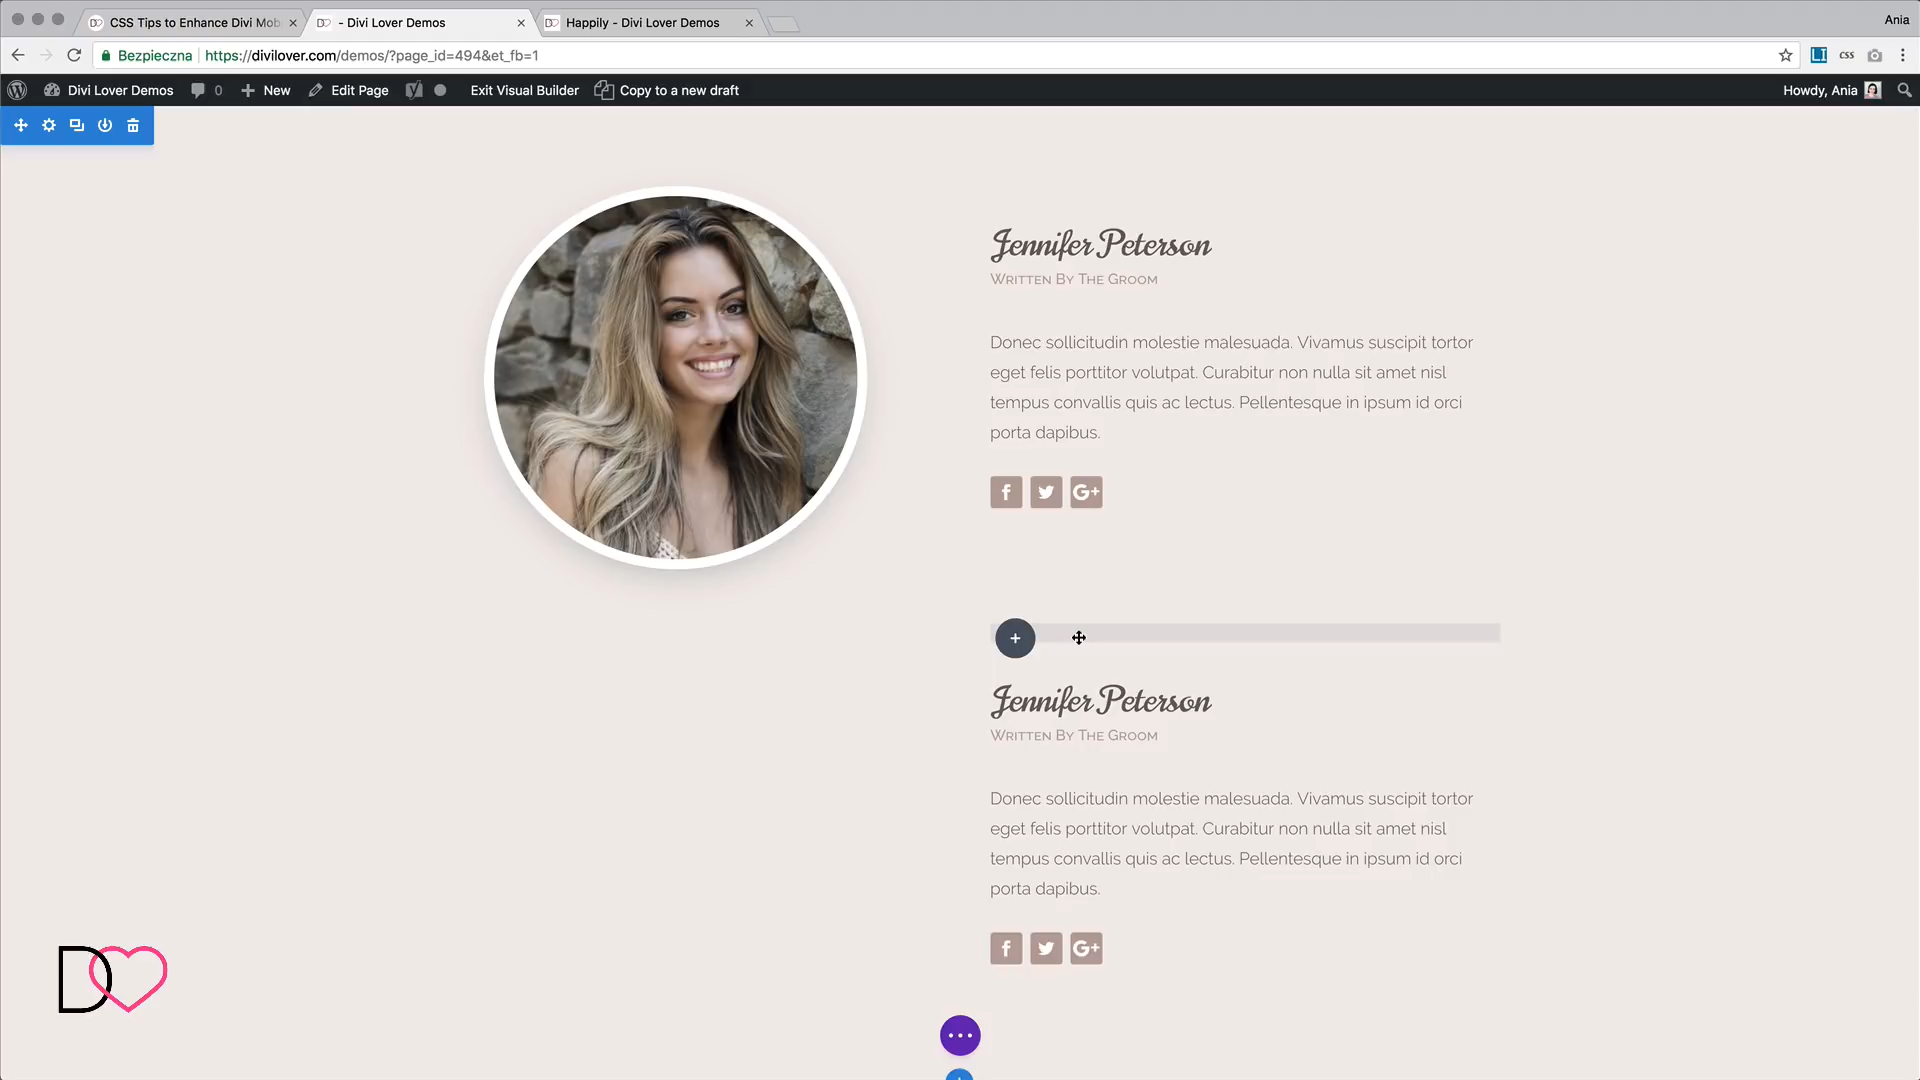 CSS Tips to Enhance Divi Mob
- Divi Lover Demos
Happily - Divi Lover Demos
Ania
Bezpieczna
https://divilover.com/demos/?page_id=494&et_fb=1
css
Divi Lover Demos
0
New
Edit Page
Exit Visual Builder
Copy to a new draft
Howdy, Ania
Jennifer Peterson
Written By The Groom
Donec sollicitudin molestie malesuada. Vivamus suscipit tortor
eget felis porttitor volutpat. Curabitur non nulla sit amet nisl
tempus convallis quis ac lectus. Pellentesque in ipsum id orci
porta dapibus.
f
G+
Jennifer Peterson
Written By The Groom
Donec sollicitudin molestie malesuada. Vivamus suscipit tortor
eget felis porttitor volutpat. Curabitur non nulla sit amet nisl
tempus convallis quis ac lectus. Pellentesque in ipsum id orci
porta dapibus.
f
G+
D